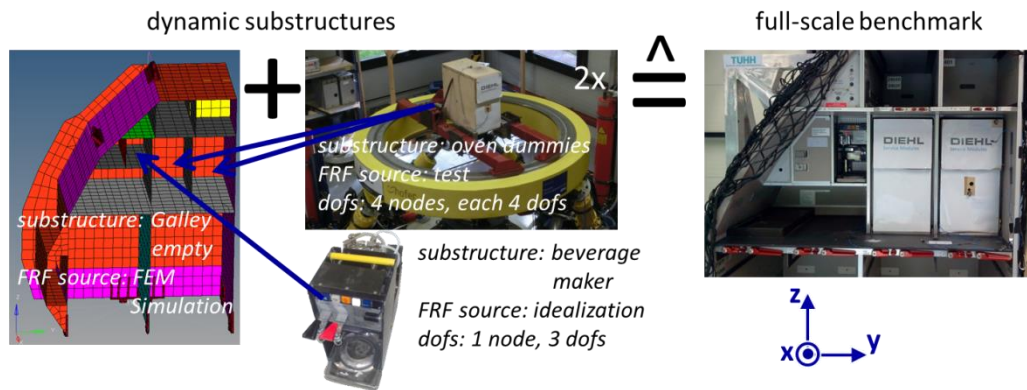 dynamic substructures
full-scale benchmark
+
2x
≙
DIEHL
substructure: oven dummies
FRF source: test
dofs: 4 nodes, each 4 dofs
substructure: Galley
empty
FRF source: FEM
Simulation
substructure: beverage
maker
FRF source: idealization
dofs: 1 node, 3 dofs
TUHH
DIEHL
DIEHL
z
x
y